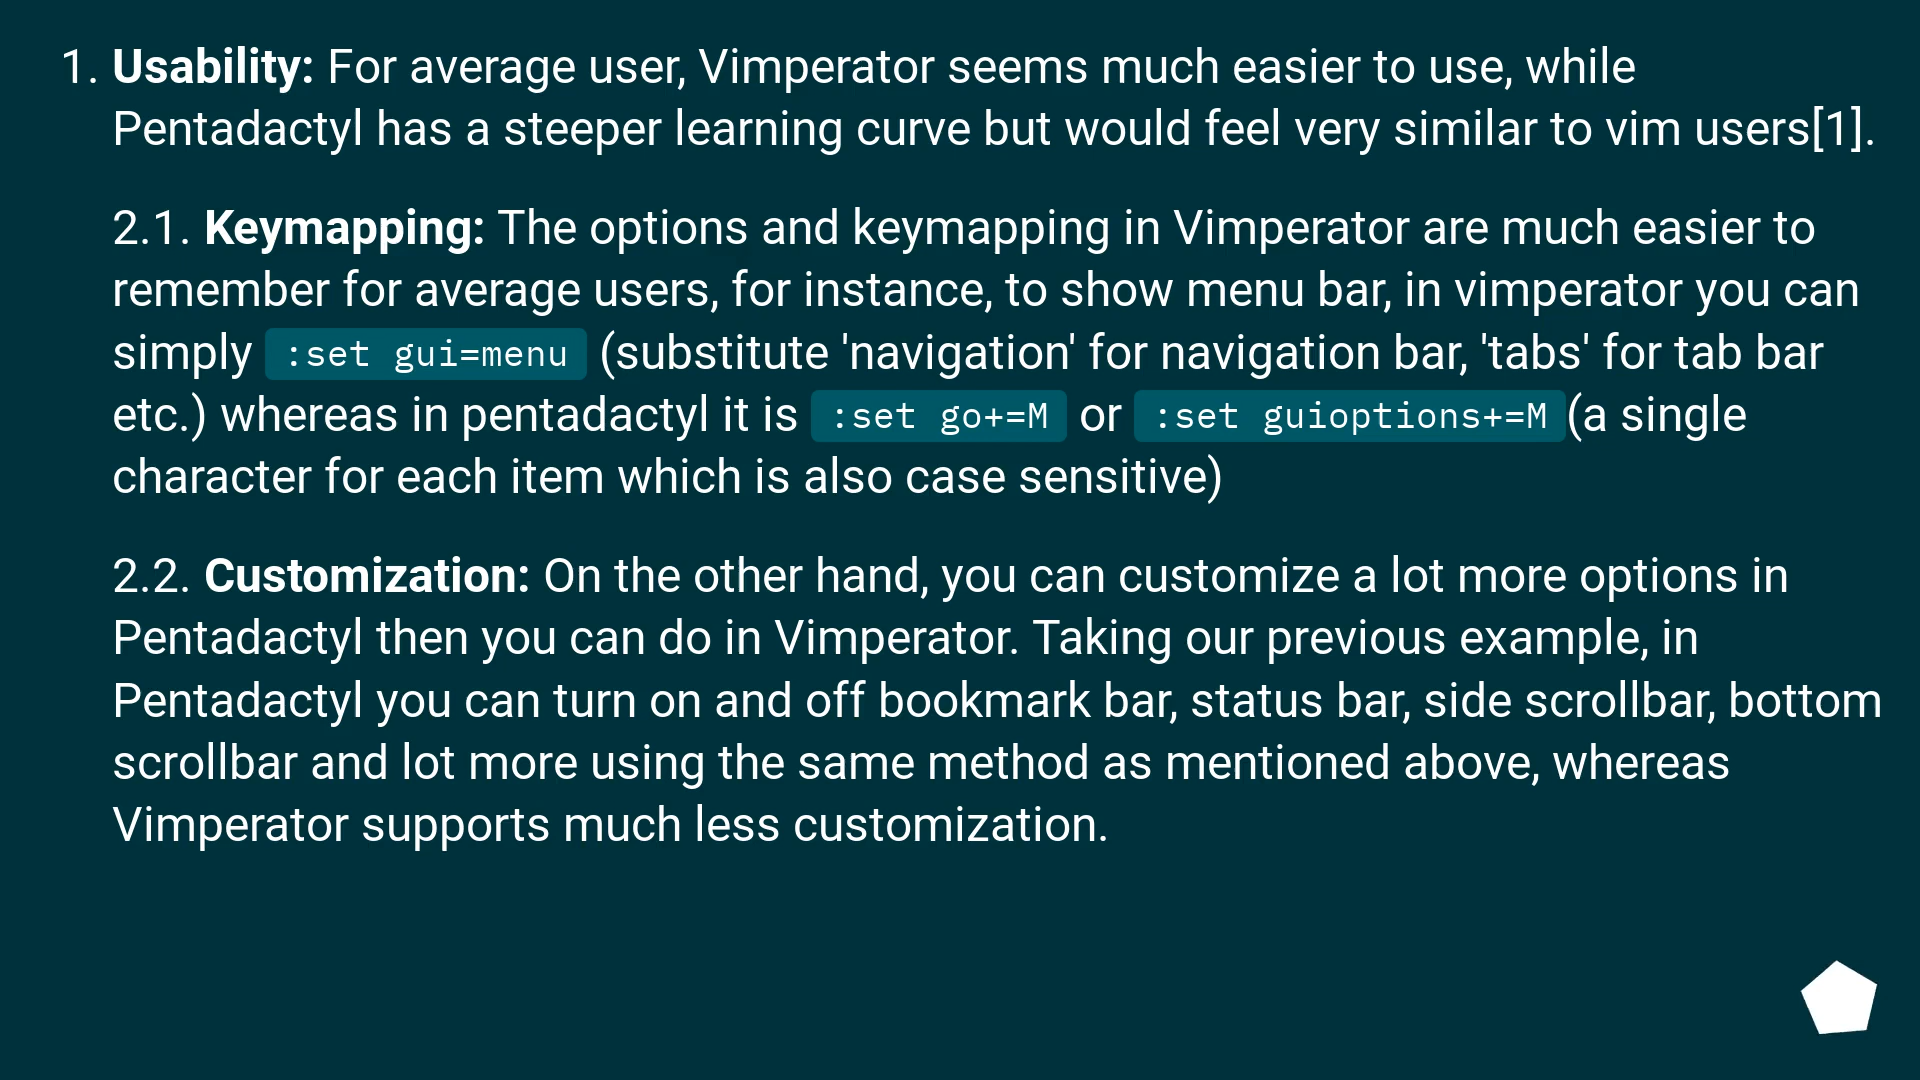 1. Usability: For average user, Vimperator seems much easier to use, while
Pentadactyl has a steeper learning curve but would feel very similar to vim users[1].
2.1. Keymapping: The options and keymapping in Vimperator are much easier to
remember for average users, for instance, to show menu bar, in vimperator you can
simply :set gui=menu (substitute 'navigation' for navigation bar, 'tabs' for tab bar
etc.) whereas in pentadactyl it is :set go+=M or :set guioptions+=M (a single
character for each item which is also case sensitive)
2.2. Customization: On the other hand, you can customize a lot more options in
Pentadactyl then you can do in Vimperator. Taking our previous example, in
Pentadactyl you can turn on and off bookmark bar, status bar, side scrollbar, bottom
scrollbar and lot more using the same method as mentioned above, whereas
Vimperator supports much less customization.